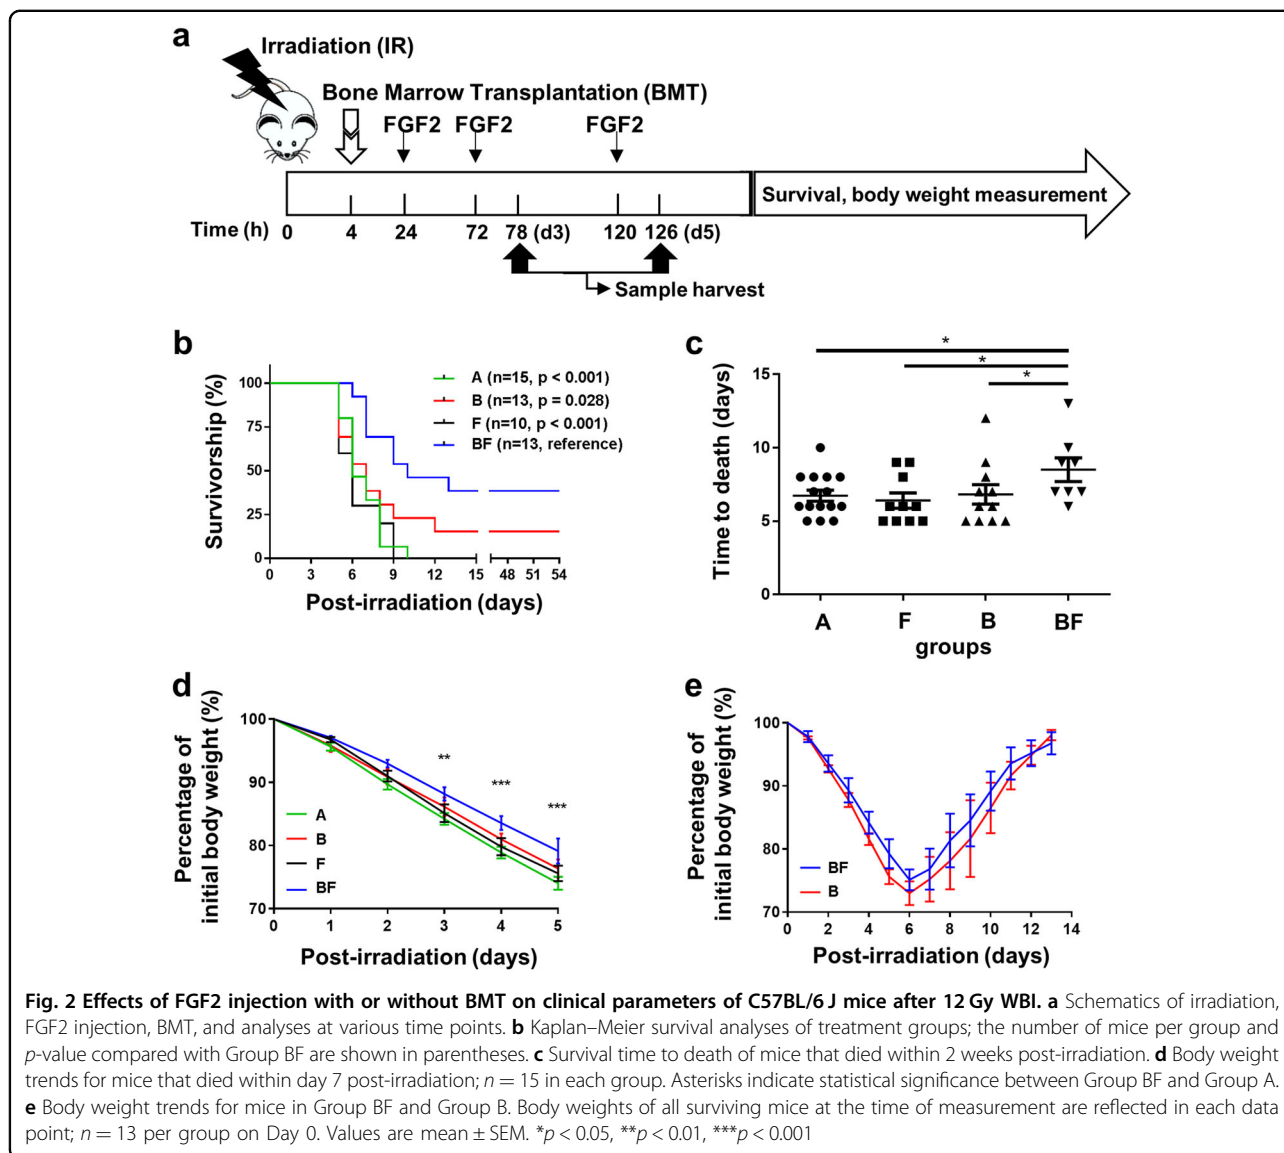 a
Irradiation (IR)
Bone Marrow Transplantation (BMT)
FGF2 FGF2 FGF2
Survival, body weight measurement
Time (h) 0 4 24 72 78 (d3) 120 126 (d5)
Sample harvest
b
Survivorship (%)
100
75
50
25
0
A (n=15, p < 0.001)
B (n=13, p = 0.028)
F (n=10, p < 0.001)
BF (n=13, reference)
0 3 6 9 12 15 48 51 54
Post-irradiation (days)
c
Time to death (days)
* 
*
*
15
10
5
0
A F B BF
groups
d
Percentage of
initial body weight (%)
100
90
80
70
**
***
***
A
B
F
BF
0 1 2 3 4 5
Post-irradiation (days)
e
Percentage of
initial body weight (%)
100
90
80
70
BF
B
0 2 4 6 8 10 12 14
Post-irradiation (days)
Fig. 2 Effects of FGF2 injection with or without BMT on clinical parameters of C57BL/6 J mice after 12 Gy WBI. a Schematics of irradiation,
FGF2 injection, BMT, and analyses at various time points. b Kaplan–Meier survival analyses of treatment groups; the number of mice per group and
p-value compared with Group BF are shown in parentheses. c Survival time to death of mice that died within 2 weeks post-irradiation. d Body weight
trends for mice that died within day 7 post-irradiation; n = 15 in each group. Asterisks indicate statistical significance between Group BF and Group A.
e Body weight trends for mice in Group BF and Group B. Body weights of all surviving mice at the time of measurement are reflected in each data
point; n = 13 per group on Day 0. Values are mean ± SEM. *p < 0.05, **p < 0.01, ***p < 0.001